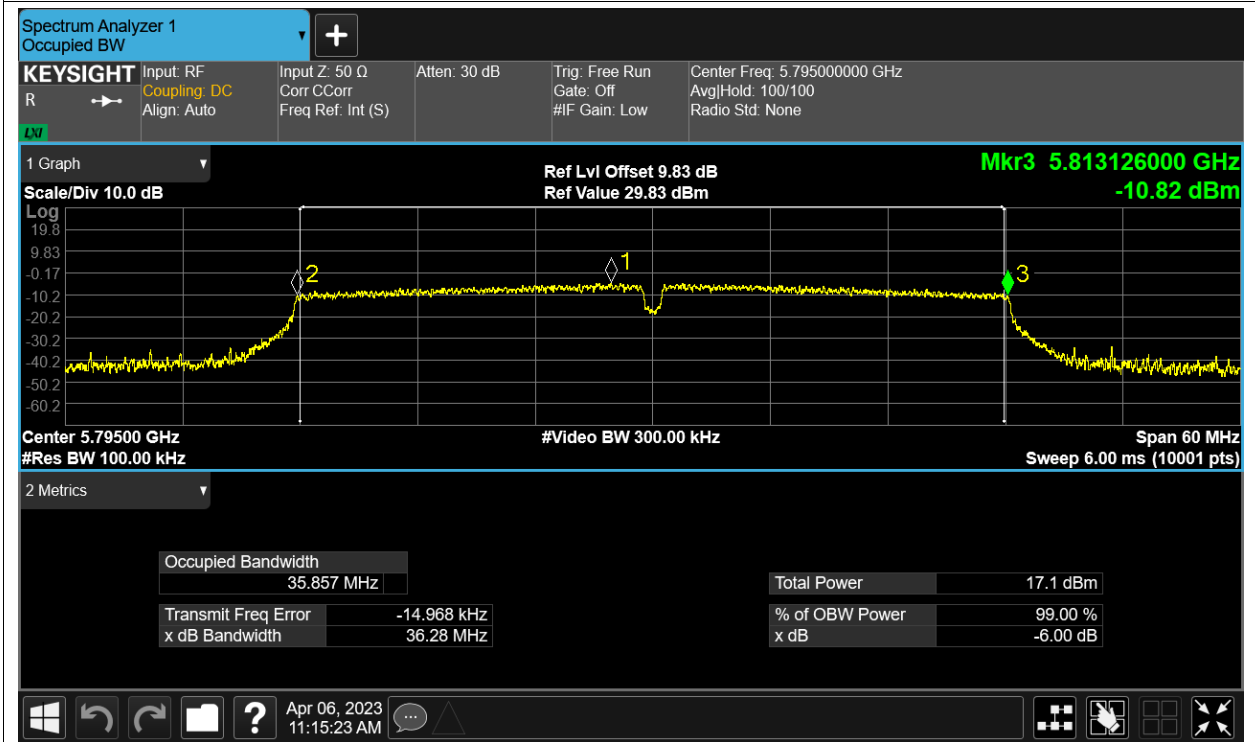 Spectrum Analyzer 1
Occupied BW
KEYSIGHT
R
LXI
Input: RF
Coupling: DC
Align: Auto
Input Z: 50 Ω
Corr CCorr
Freq Ref: Int (S)
Atten: 30 dB
Trig: Free Run
Gate: Off
#IF Gain: Low
Center Freq: 5.795000000 GHz
Avg|Hold: 100/100
Radio Std: None
1 Graph
Scale/Div 10.0 dB
Ref Lvl Offset 9.83 dB
Ref Value 29.83 dBm
Mkr3 5.813126000 GHz
-10.82 dBm
Log
19.8
9.83
-0.17
-10.2
-20.2
-30.2
-40.2
-50.2
-60.2
2
1
3
Center 5.79500 GHz
#Res BW 100.00 kHz
#Video BW 300.00 kHz
Span 60 MHz
Sweep 6.00 ms (10001 pts)
2 Metrics
Occupied Bandwidth
35.857 MHz
Transmit Freq Error -14.968 kHz
x dB Bandwidth 36.28 MHz
Total Power 17.1 dBm
% of OBW Power 99.00 %
x dB -6.00 dB
?
Apr 06, 2023
11:15:23 AM